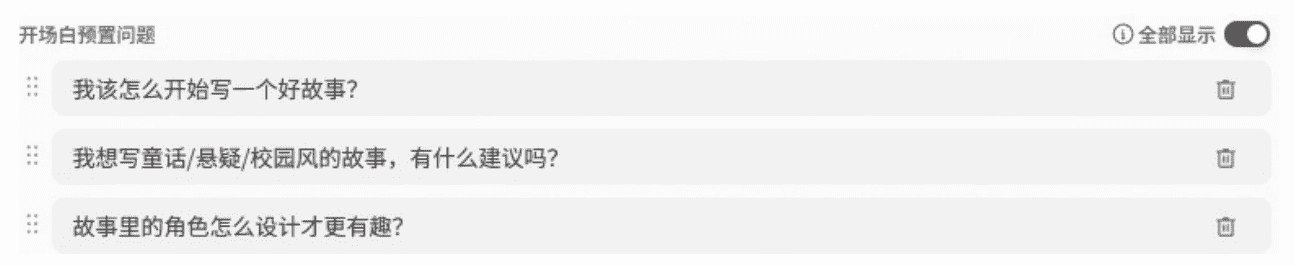 开场白预置问题
全部显示
我该怎么开始写一个好故事?
我想写童话/悬疑/校园风的故事，有什么建议吗?
故事里的角色怎么设计才更有趣?